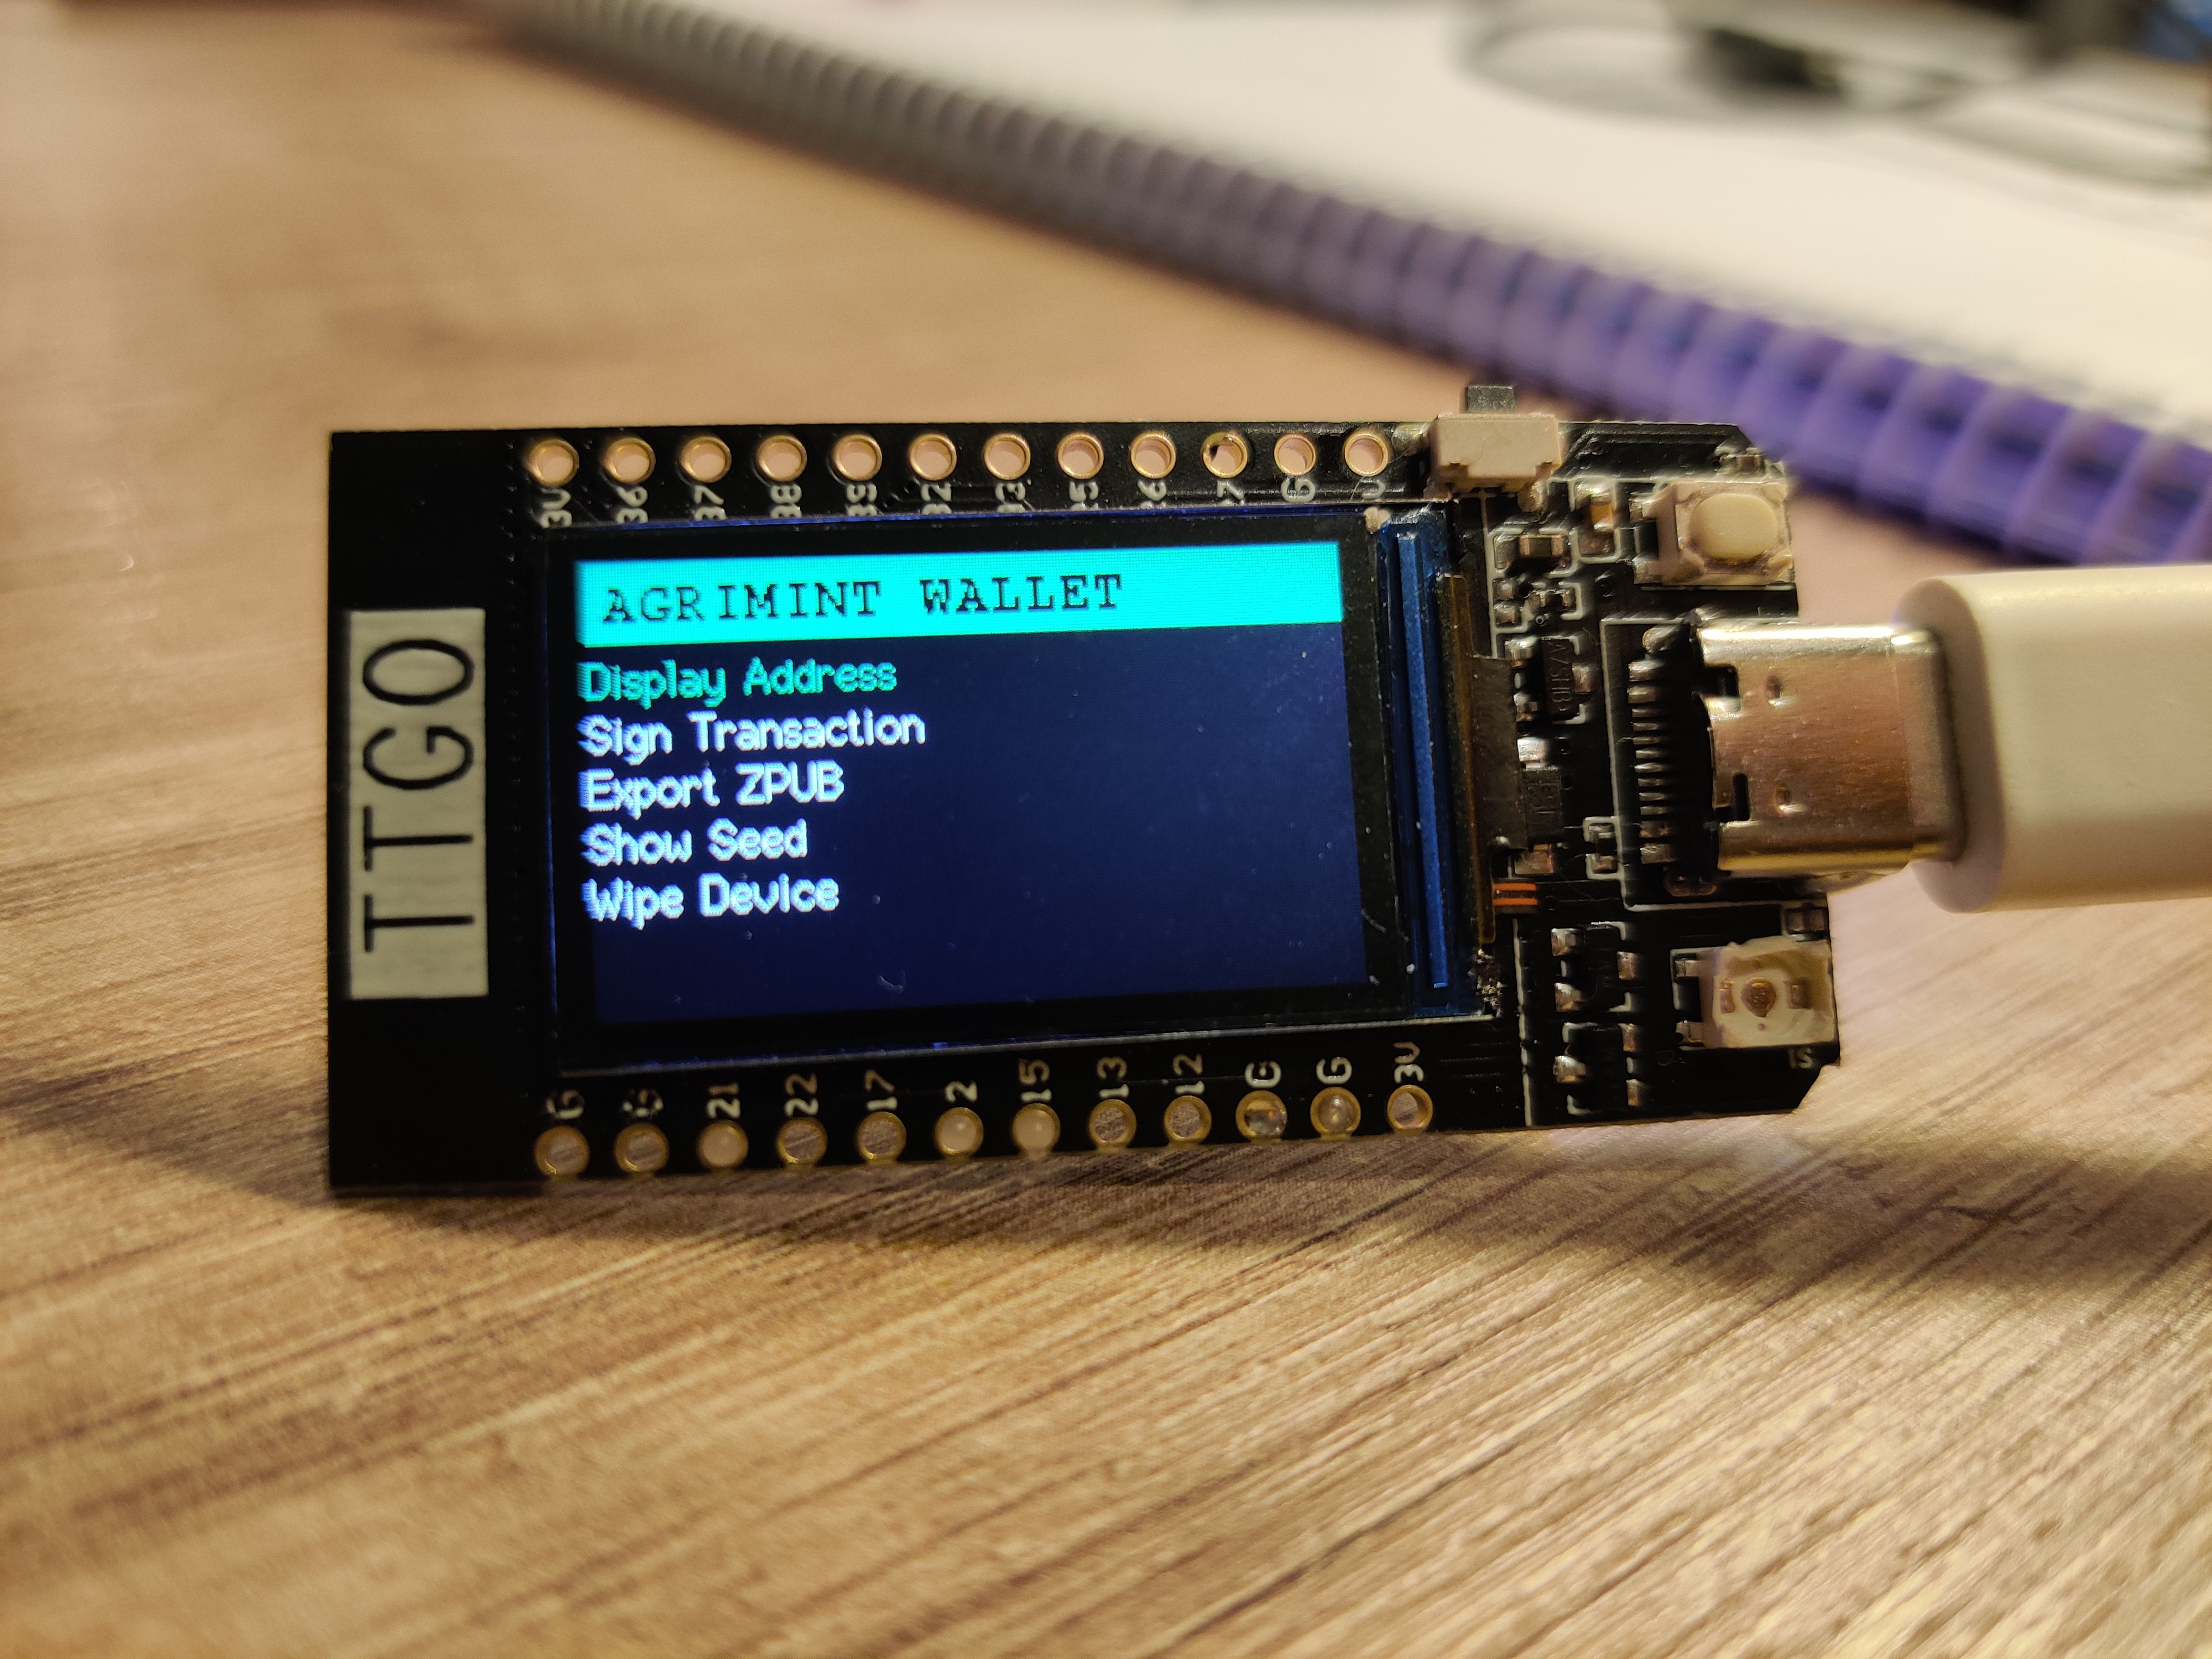 TTGO
3V 36 37 38 39 32 33 25 26 27 G
AGRIMINT WALLET
Display Address
Sign Transaction
Export ZPUB
Show Seed
Wipe Device
G G 21 22 17 2 15 13 12 G G 3V
S1